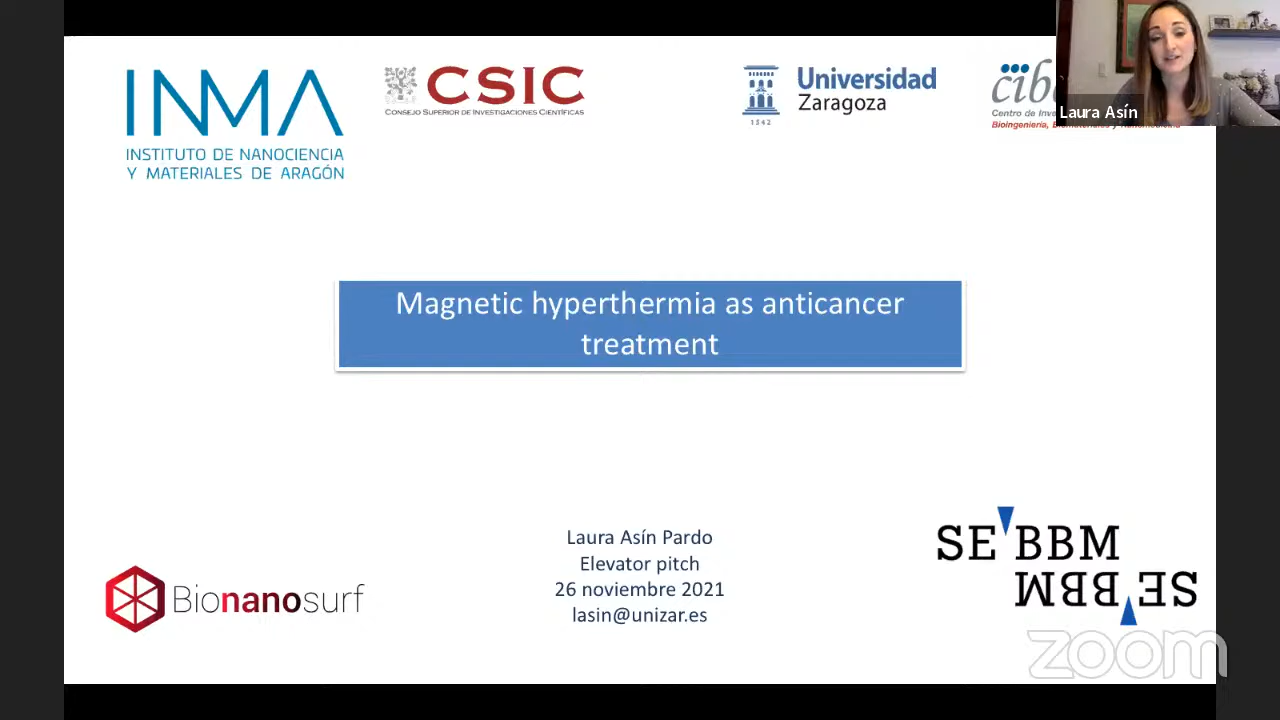 INMA
INSTITUTO DE NANOCIENCIA
Y MATERIALES DE ARAGÓN
CSIC
CONSEJO SUPERIOR DE INVESTIGACIONES CIENTÍFICAS
1542
Universidad
Zaragoza
Centro de
Bioingeniería,
Laura Asín
Magnetic hyperthermia as anticancer
treatment
Laura Asín Pardo
Elevator pitch
26 noviembre 2021
lasin@unizar.es
Bionanosurf
SEBBM
SEBBM
zoom